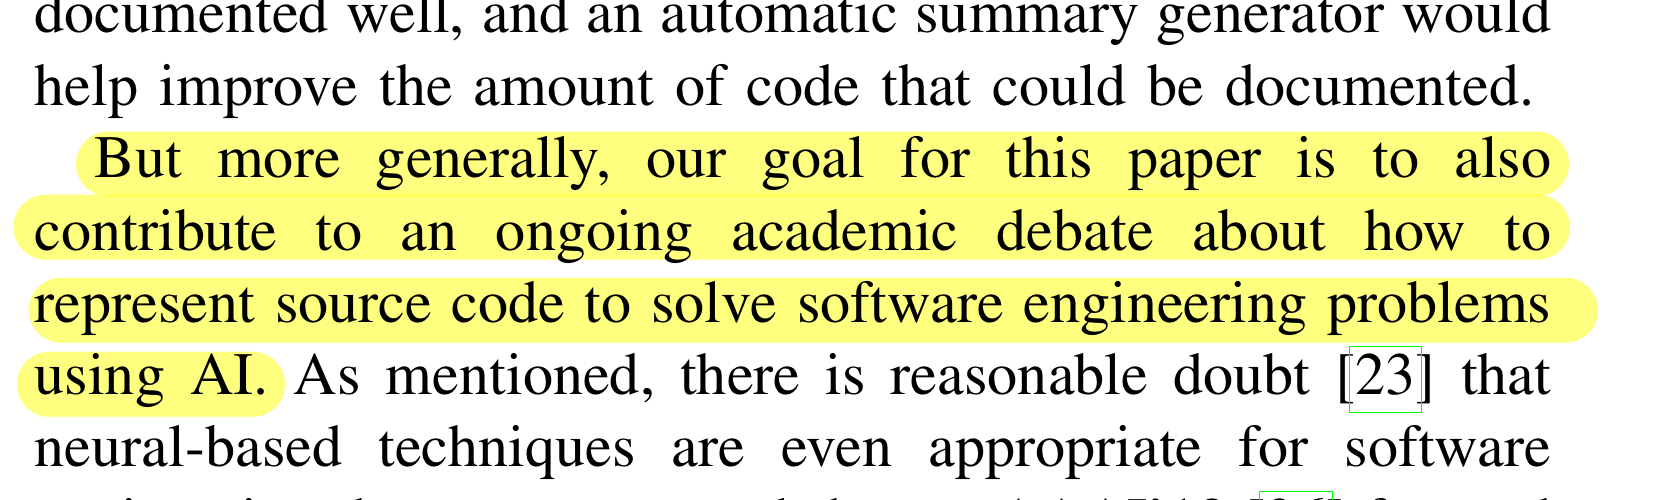 documented well, and an automatic summary generator would
help improve the amount of code that could be documented.
But more generally, our goal for this paper is to also
contribute to an ongoing academic debate about how to
represent source code to solve software engineering problems
using AI. As mentioned, there is reasonable doubt [23] that
neural-based techniques are even appropriate for software